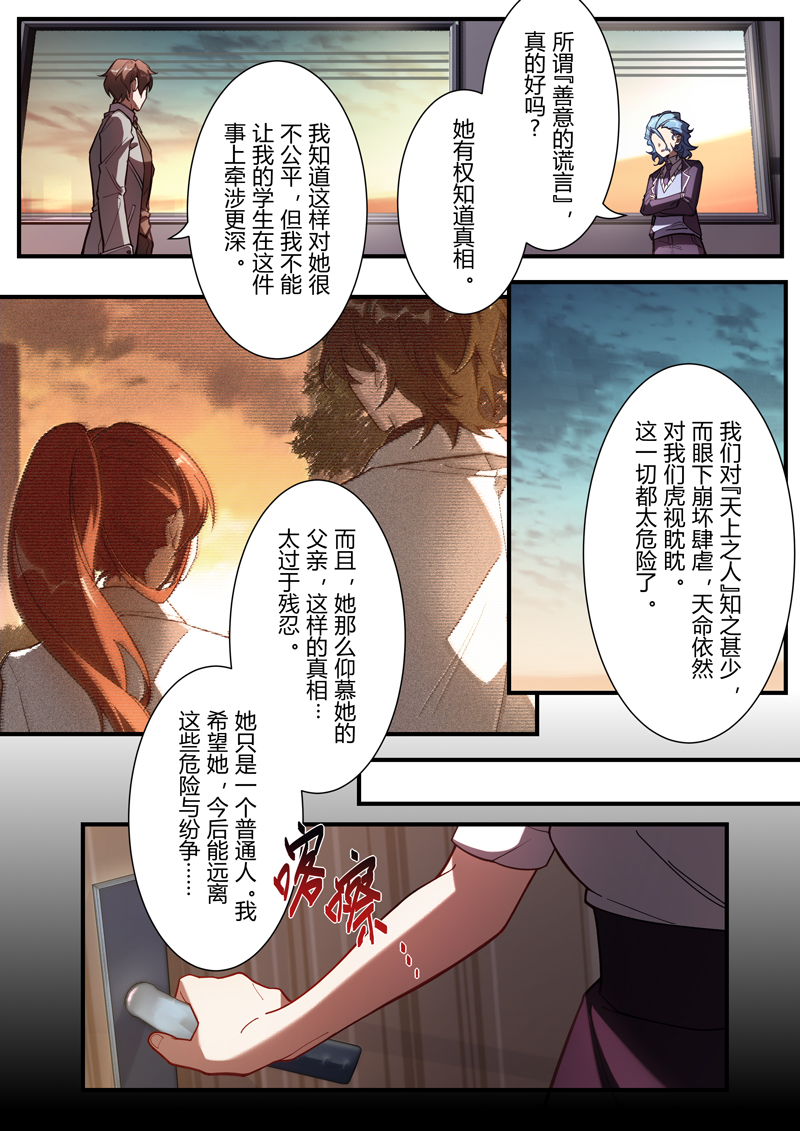 所谓『善意的谎言』，
真的好吗？
她有权知道真相。
我知道这样对她很
不公平，但我不能
让我的学生在这件
事上牵涉更深。
我们对『天上之人』知之甚少，
而眼下崩坏肆虐，天命依然
对我们虎视眈眈。
这一切都太危险了。
而且，她那么仰慕她的
父亲，这样的真相…
太过于残忍。
她只是一个普通人。我
希望她，今后能远离
这些危险与纷争……
喀擦…